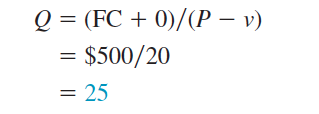 Q = (FC + 0)/(P − v)
= $500/20
= 25